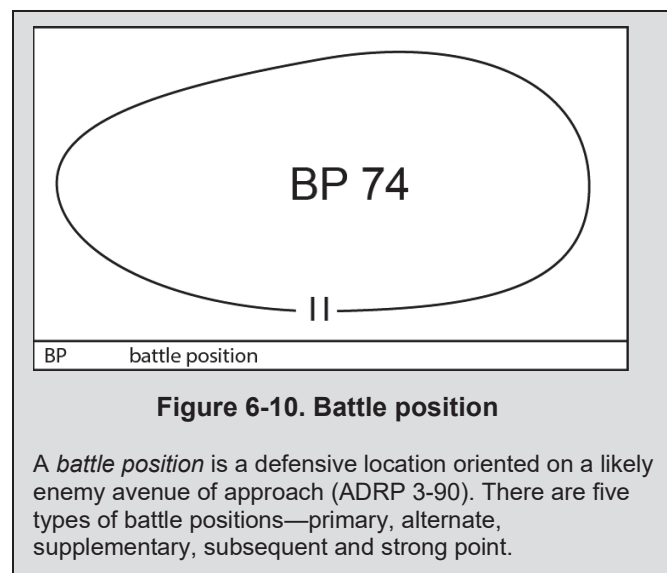 BP 74
II
BP battle position
Figure 6-10. Battle position
A battle position is a defensive location oriented on a likely
enemy avenue of approach (ADRP 3-90). There are five
types of battle positions—primary, alternate,
supplementary, subsequent and strong point.